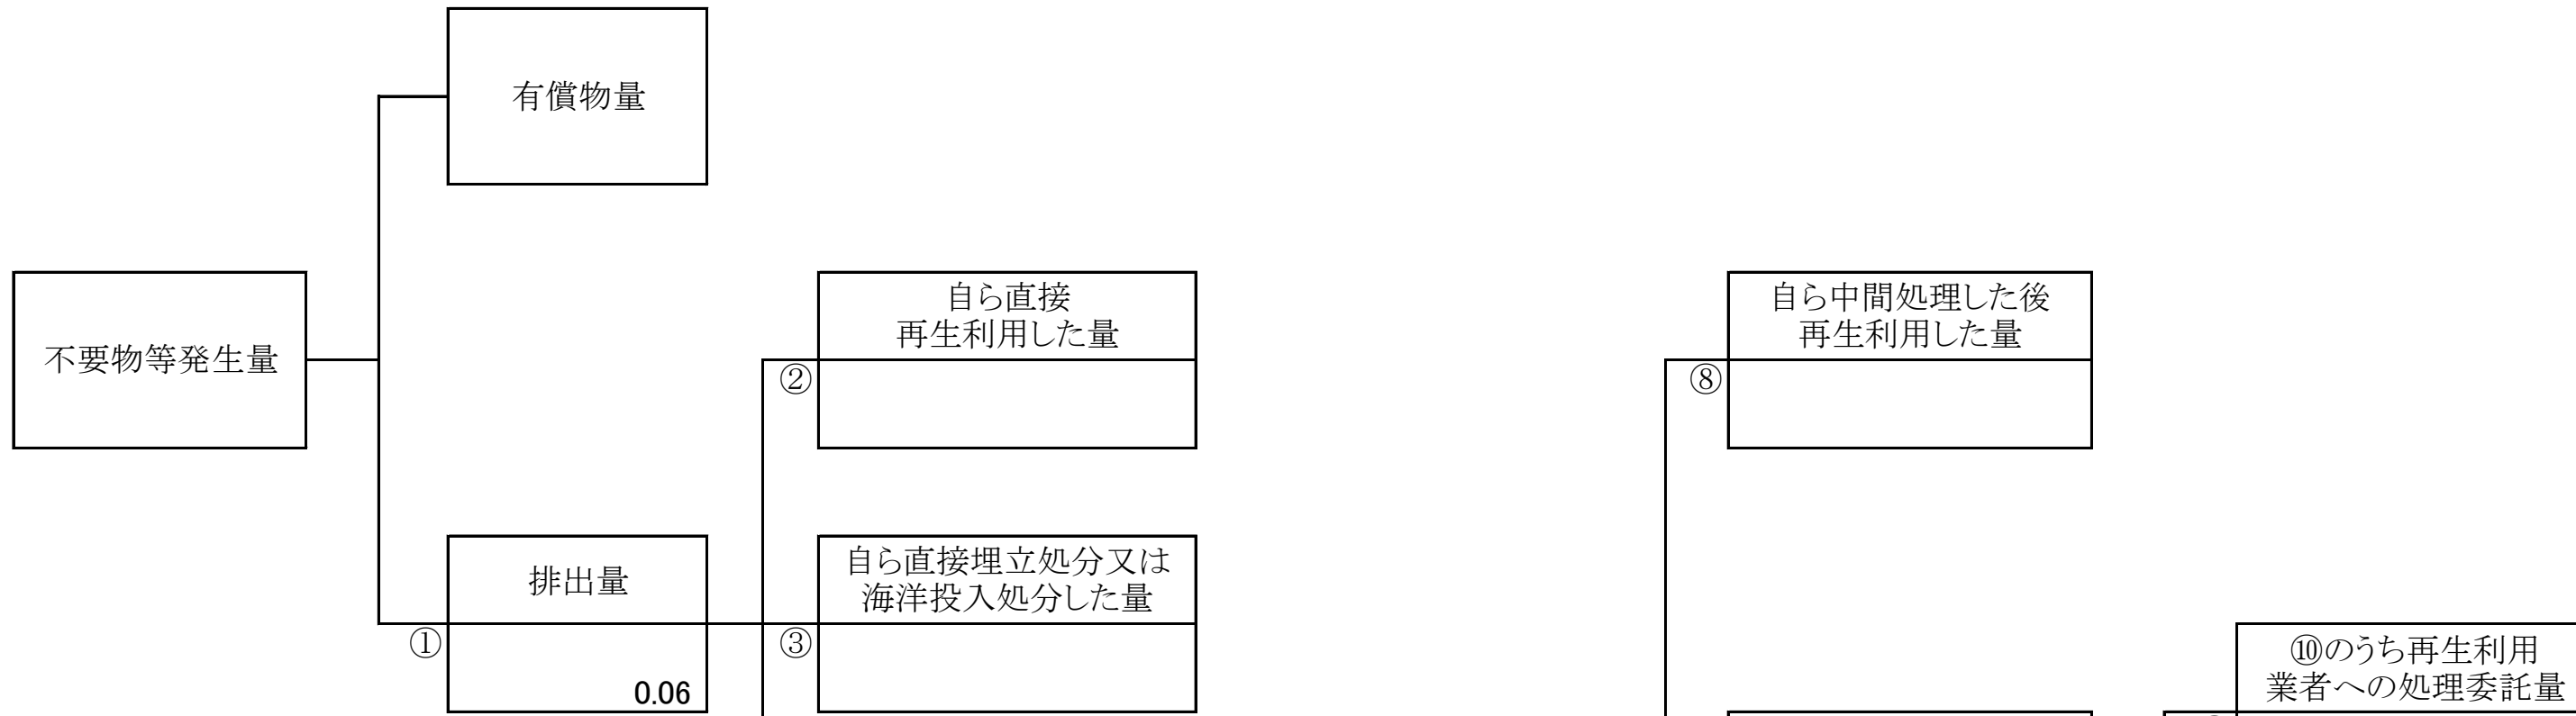 有償物量
不要物等発生量
自ら直接
再生利用した量
②
自ら中間処理した後
再生利用した量
⑧
排出量
①
0.06
自ら直接埋立処分又は
海洋投入処分した量
③
⑩のうち再生利用
業者への処理委託量